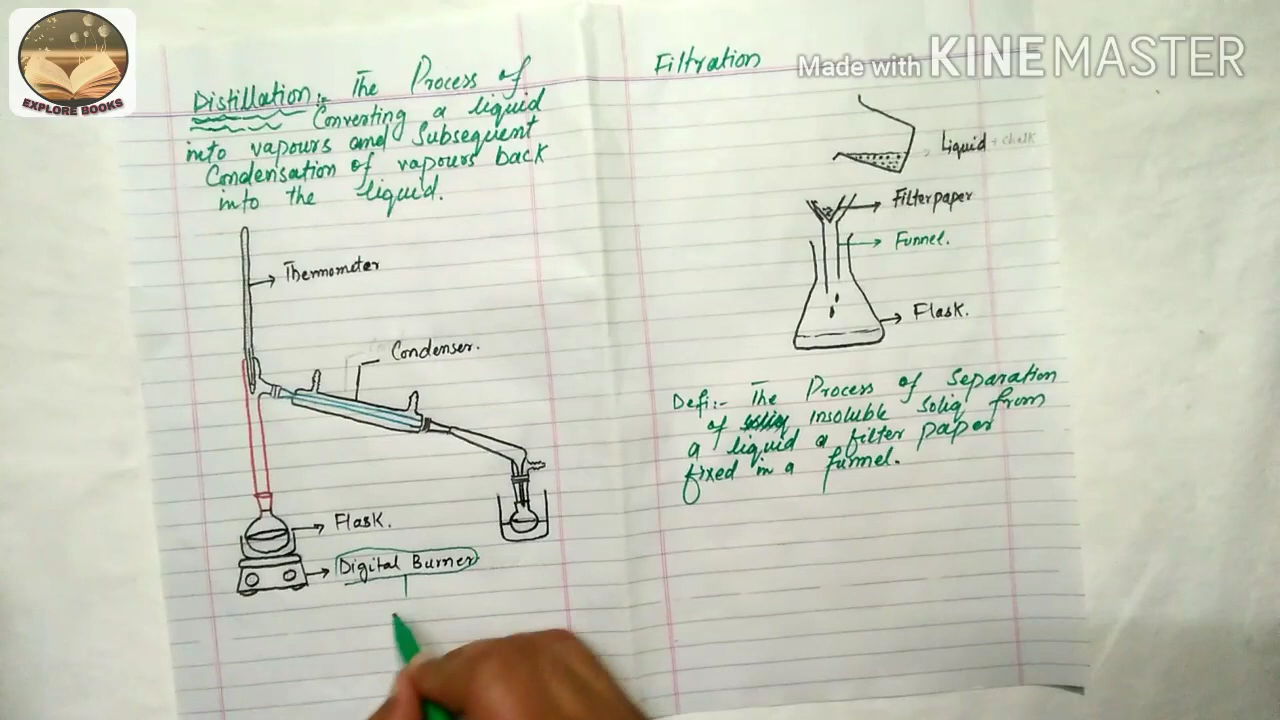 EXPLORE BOOKS
Made with KINEMASTER
Distillation :- The Process of
Converting a liquid
into vapours and Subsequent
Condensation of vapours back
into the liquid.
Thermometer
Condenser.
Flask.
Digital Burner
Filtration
Liquid + chalk
Filter paper
Funnel.
Flask.
Defi:- The Process of Separation
of insoluble Soliq from
a liquid a filter paper
fixed in a funnel.